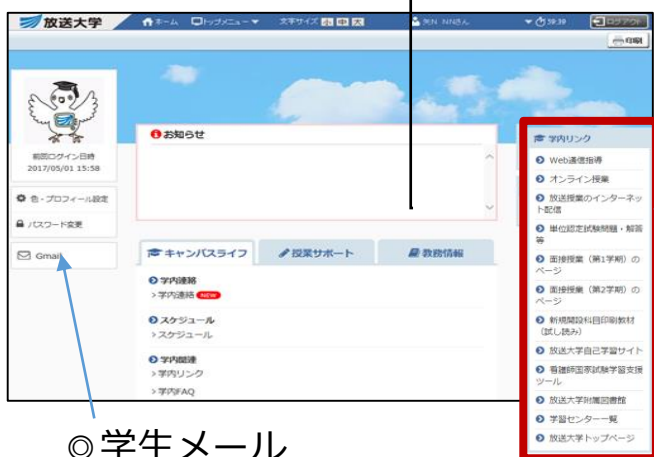 放送大学
ホーム トップメニュー 文字サイズ 小 中 大 39:39 ログアウト
印刷
お知らせ
前回ログイン日時
2017/05/01 15:58
色・プロフィール設定
パスワード変更
Gmail
キャンパスライフ 授業サポート 教務情報
学内連絡
>学内連絡 NEW
スケジュール
>スケジュール
学内関連
>学内リンク
>学内FAQ
学内リンク
Web通信指導
オンライン授業
放送授業のインターネッ
ト配信
単位認定試験問題・解答
等
面接授業（第1学期）の
ページ
面接授業（第2学期）の
ページ
新規開設科目印刷教材
（試し読み）
放送大学自己学習サイト
看護師国家試験学習支援
ツール
放送大学附属図書館
学習センター一覧
放送大学トップページ
◎学生メール